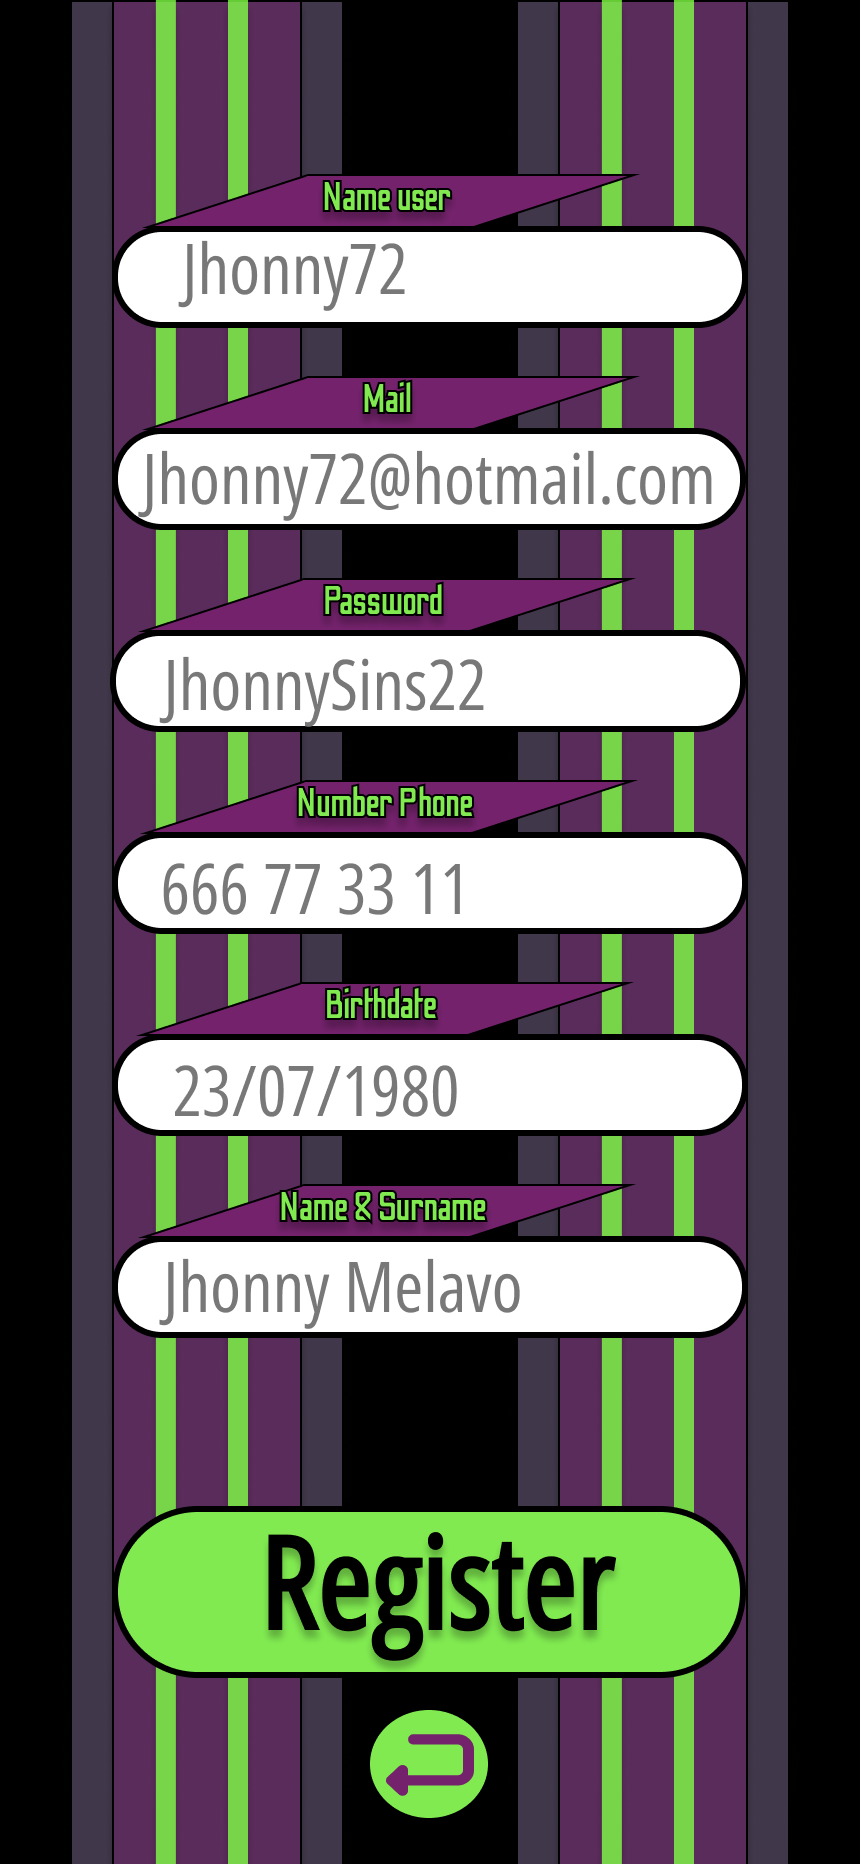 Name user
Jhonny72
Mail
Jhonny72@hotmail.com
Password
JhonnySins22
Number Phone
666 77 33 11
Birthdate
23/07/1980
Name & Surname
Jhonny Melavo
Register